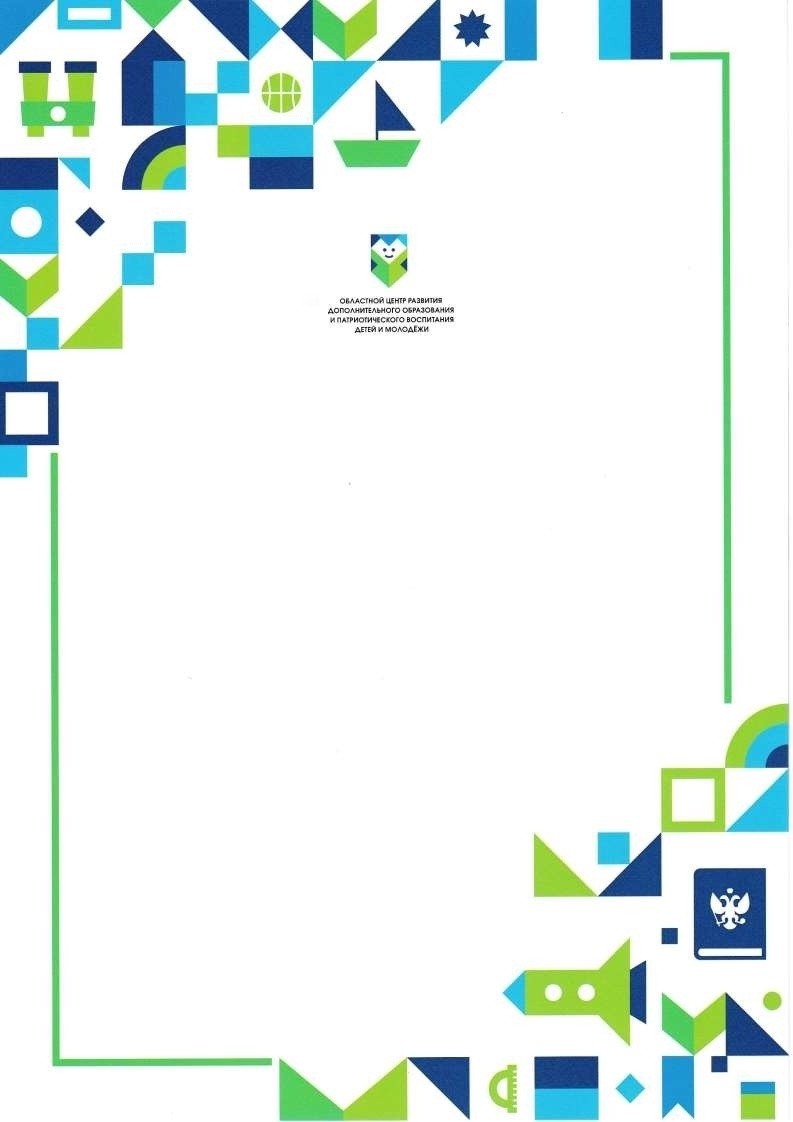 ОБЛАСТНОЙ ЦЕНТР РАЗВИТИЯ
ДОПОЛНИТЕЛЬНОГО ОБРАЗОВАНИЯ
И ПАТРИОТИЧЕСКОГО ВОСПИТАНИЯ
ДЕТЕЙ И МОЛОДЁЖИ